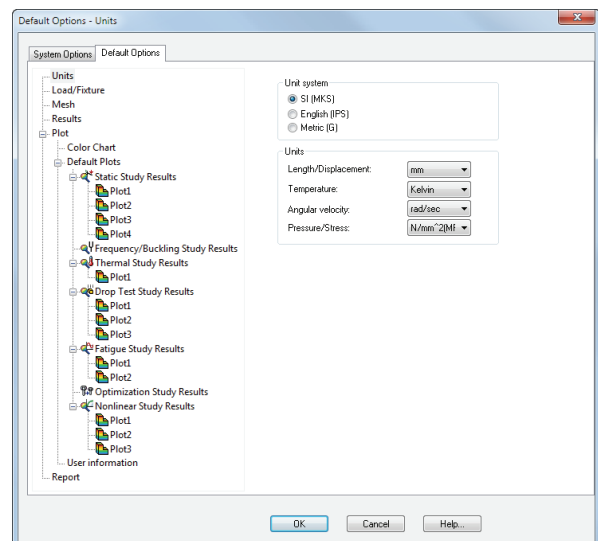 Default Options - Units
System Options Default Options
Units
Load/Fixture
Mesh
Results
Plot
Color Chart
Default Plots
Static Study Results
Plot1
Plot2
Plot3
Plot4
Frequency/Buckling Study Results
Thermal Study Results
Plot1
Drop Test Study Results
Plot1
Plot2
Plot3
Fatigue Study Results
Plot1
Plot2
Optimization Study Results
Nonlinear Study Results
Plot1
Plot2
Plot3
User information
Report
Unit system
SI (MKS)
English (IPS)
Metric (G)
Units
Length/Displacement: mm
Temperature: Kelvin
Angular velocity: rad/sec
Pressure/Stress: N/mm^2(MF
OK Cancel Help...